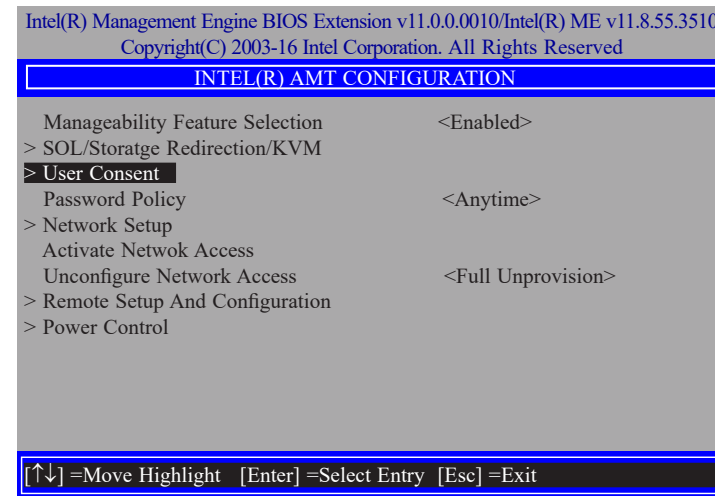 Intel(R) Management Engine BIOS Extension v11.0.0.0010/Intel(R) ME v11.8.55.3510
Copyright(C) 2003-16 Intel Corporation. All Rights Reserved
INTEL(R) AMT CONFIGURATION
Manageability Feature Selection <Enabled>
> SOL/Storatge Redirection/KVM
> User Consent
Password Policy <Anytime>
> Network Setup
Activate Netwok Access
Unconfigure Network Access <Full Unprovision>
> Remote Setup And Configuration
> Power Control
[↑↓] =Move Highlight [Enter] =Select Entry [Esc] =Exit